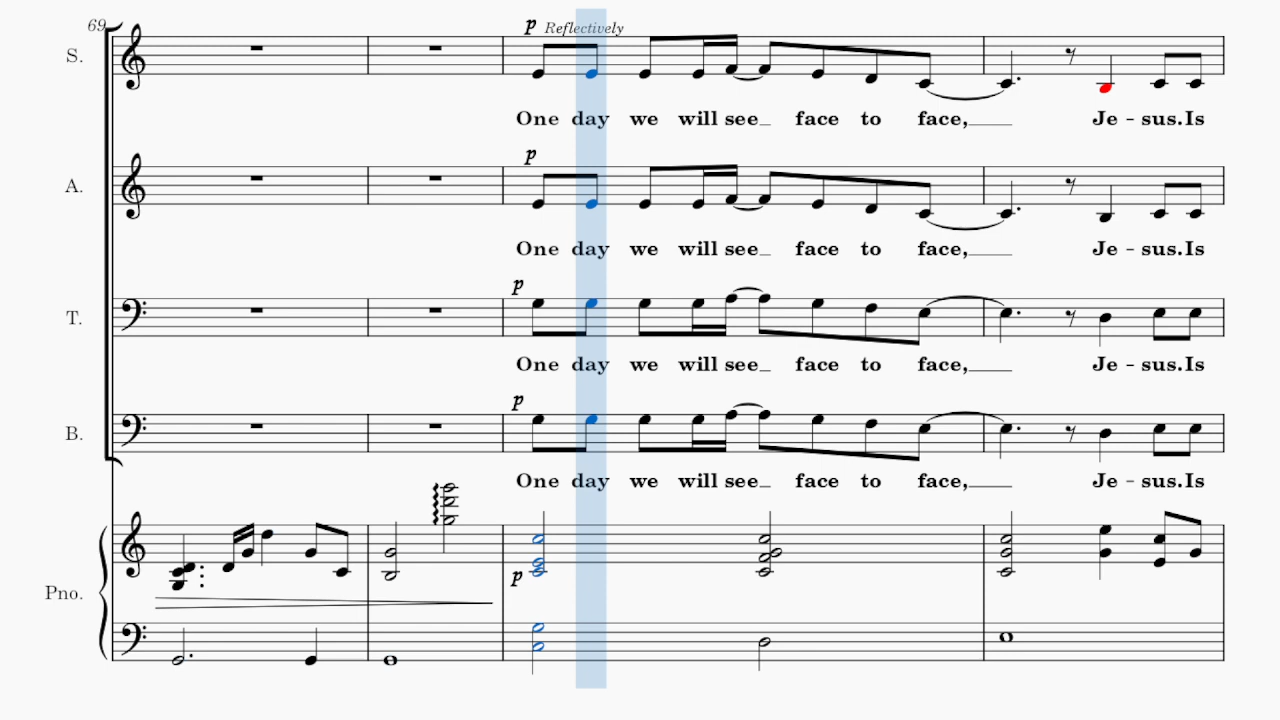 69
p Reflectively
S.
One day we will see_ face to face,___ Je - sus. Is
p
A.
One day we will see_ face to face,___ Je - sus. Is
p
T.
One day we will see_ face to face,___ Je - sus. Is
p
B.
One day we will see_ face to face,___ Je - sus. Is
p
Pno.